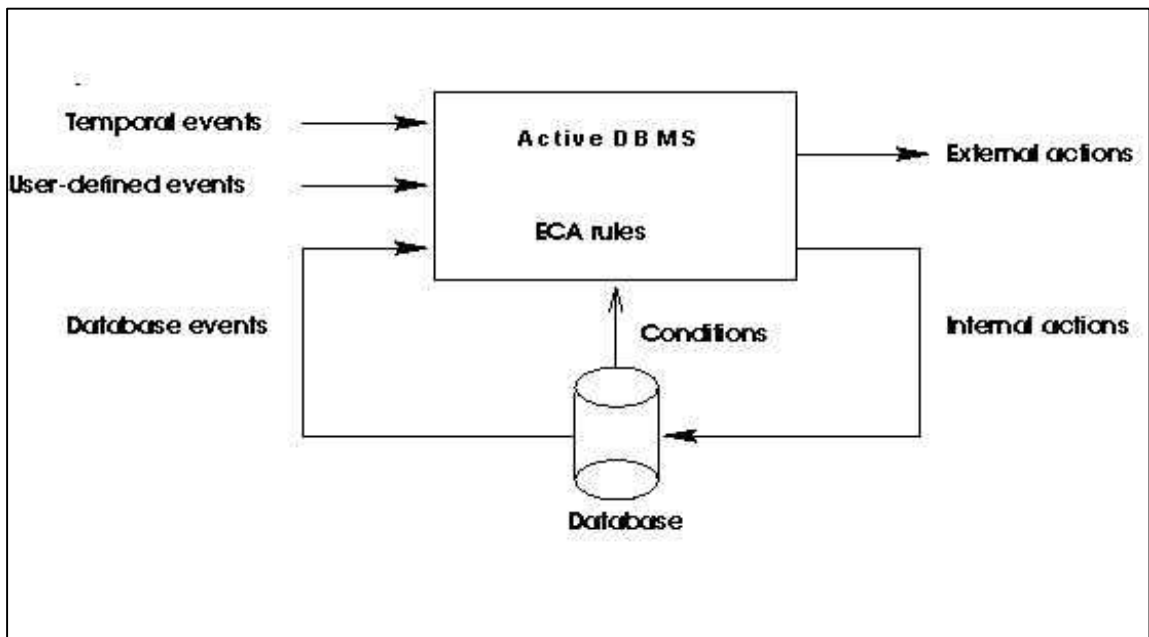 Temporal events
Active DBMS
External actions
User-defined events
ECA rules
Database events
Conditions
Internal actions
Database